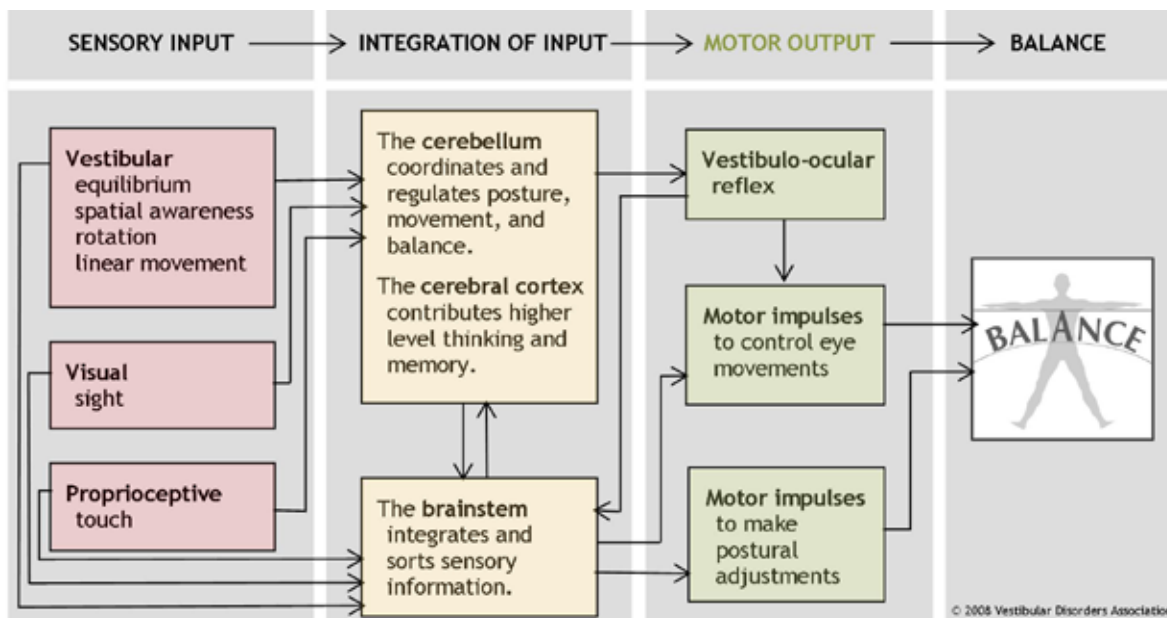 SENSORY INPUT
INTEGRATION OF INPUT
MOTOR OUTPUT
BALANCE
Vestibular
equilibrium
spatial awareness
rotation
linear movement
Visual
sight
Proprioceptive
touch
The cerebellum
coordinates and
regulates posture,
movement, and
balance.
The cerebral cortex
contributes higher
level thinking and
memory.
The brainstem
integrates and
sorts sensory
information.
Vestibulo-ocular
reflex
Motor impulses
to control eye
movements
Motor impulses
to make
postural
adjustments
BALANCE
© 2008 Vestibular Disorders Association